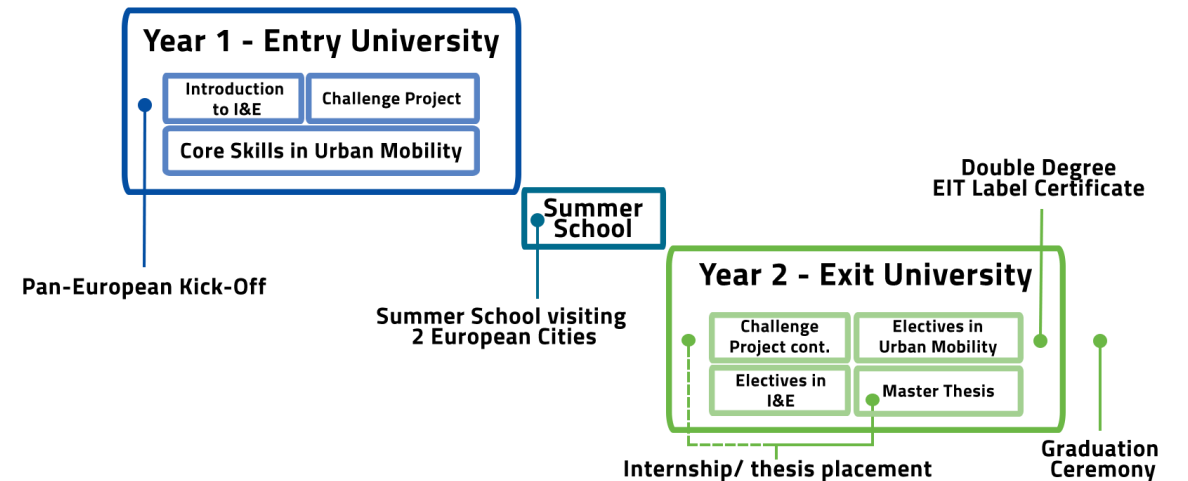 Year 1 - Entry University
Introduction
to I&E
Challenge Project
Core Skills in Urban Mobility
Pan-European Kick-Off
Summer
School
Summer School visiting
2 European Cities
Double Degree
EIT Label Certificate
Year 2 - Exit University
Challenge
Project cont.
Electives in
Urban Mobility
Electives in
I&E
Master Thesis
Internship/ thesis placement
Graduation
Ceremony